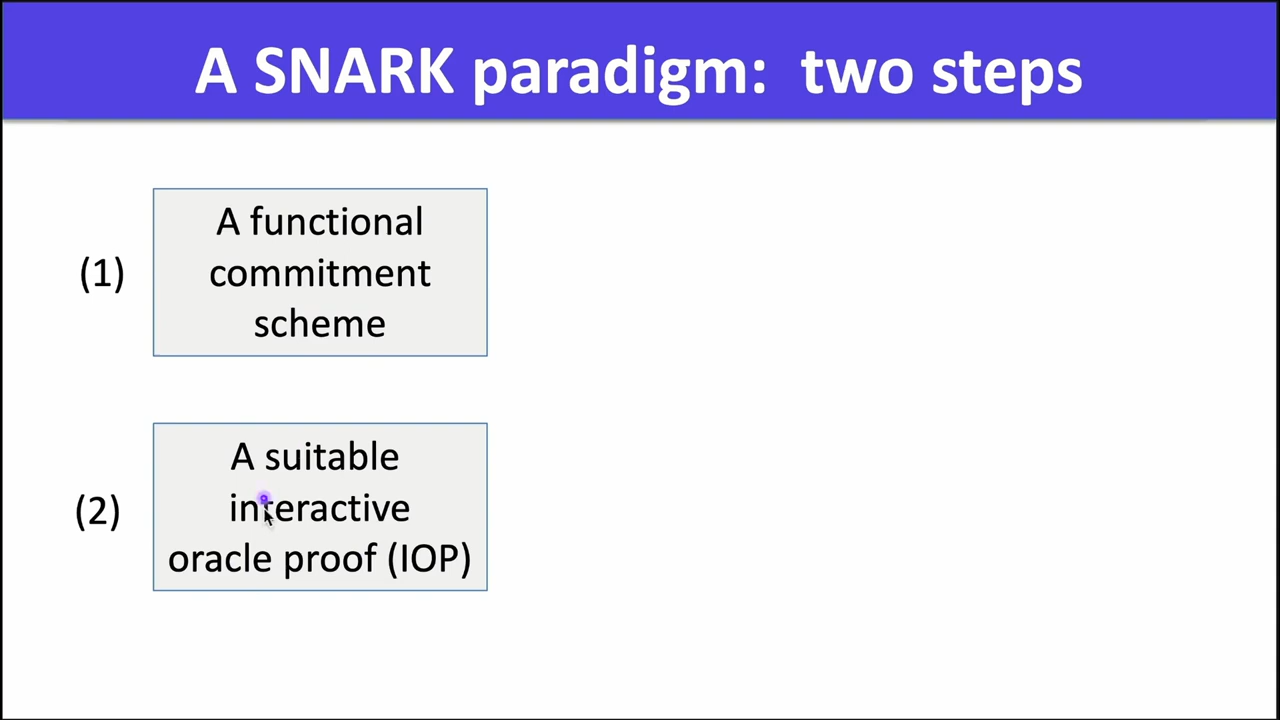 A SNARK paradigm: two steps
(1)
A functional
commitment
scheme
(2)
A suitable
interactive
oracle proof (IOP)